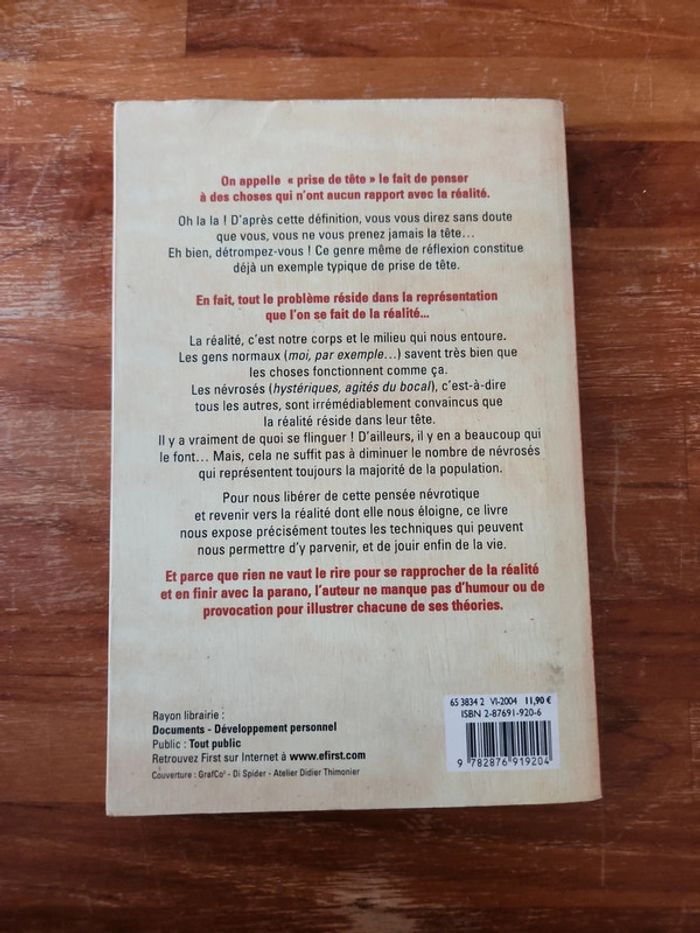 On appelle « prise de tête » le fait de penser
à des choses qui n'ont aucun rapport avec la réalité.
Oh la la ! D'après cette définition, vous vous direz sans doute
que vous, vous ne vous prenez jamais la tête…
Eh bien, détrompez-vous ! Ce genre même de réflexion constitue
déjà un exemple typique de prise de tête.
En fait, tout le problème réside dans la représentation
que l'on se fait de la réalité...
La réalité, c'est notre corps et le milieu qui nous entoure.
Les gens normaux (moi, par exemple…) savent très bien que
les choses fonctionnent comme ça.
Les névrosés (hystériques, agités du bocal), c'est-à-dire
tous les autres, sont irrémédiablement convaincus que
la réalité réside dans leur tête.
Il y a vraiment de quoi se flinguer ! D'ailleurs, il y en a beaucoup qui
le font… Mais, cela ne suffit pas à diminuer le nombre de névrosés
qui représentent toujours la majorité de la population.
Pour nous libérer de cette pensée névrotique
et revenir vers la réalité dont elle nous éloigne, ce livre
nous expose précisément toutes les techniques qui peuvent
nous permettre d'y parvenir, et de jouir enfin de la vie.
Et parce que rien ne vaut le rire pour se rapprocher de la réalité
et en finir avec la parano, l'auteur ne manque pas d'humour ou de
provocation pour illustrer chacune de ses théories.
Rayon librairie :
Documents - Développement personnel
Public : Tout public
Retrouvez First sur Internet à www.efirst.com
Couverture : GrafCo² - Di Spider - Atelier Didier Thimonier
65 3834 2 VI-2004 11,90 €
ISBN 2-87691-920-6
9 782876 919204